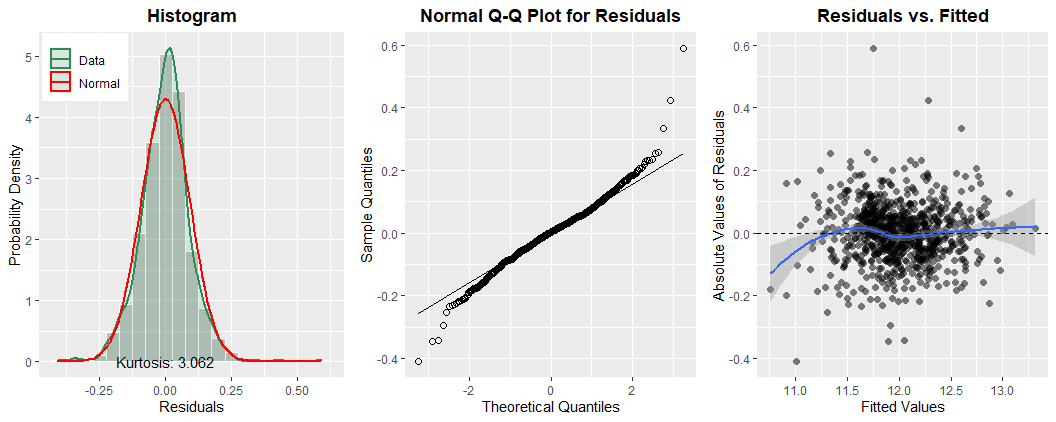 Histogram
Data
Normal
Probability Density
5
4
3
2
1
0
Kurtosis: 3.062
-0.25
0.00
0.25
0.50
Residuals
Normal Q-Q Plot for Residuals
Sample Quantiles
0.6
0.4
0.2
0.0
-0.2
-0.4
-2
0
2
Theoretical Quantiles
Residuals vs. Fitted
Absolute Values of Residuals
0.6
0.4
0.2
0.0
-0.2
-0.4
11.0
11.5
12.0
12.5
13.0
Fitted Values